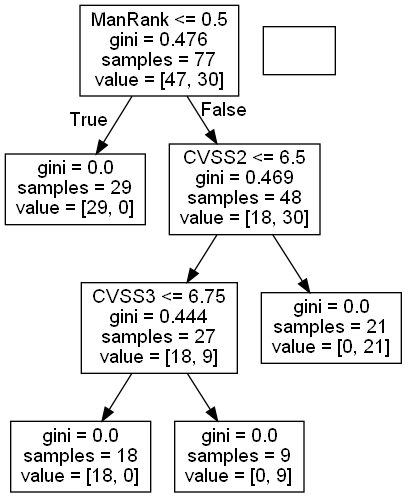 ManRank <= 0.5
gini = 0.476
samples = 77
value = [47, 30]
True
False
gini = 0.0
samples = 29
value = [29, 0]
CVSS2 <= 6.5
gini = 0.469
samples = 48
value = [18, 30]
CVSS3 <= 6.75
gini = 0.444
samples = 27
value = [18, 9]
gini = 0.0
samples = 21
value = [0, 21]
gini = 0.0
samples = 18
value = [18, 0]
gini = 0.0
samples = 9
value = [0, 9]